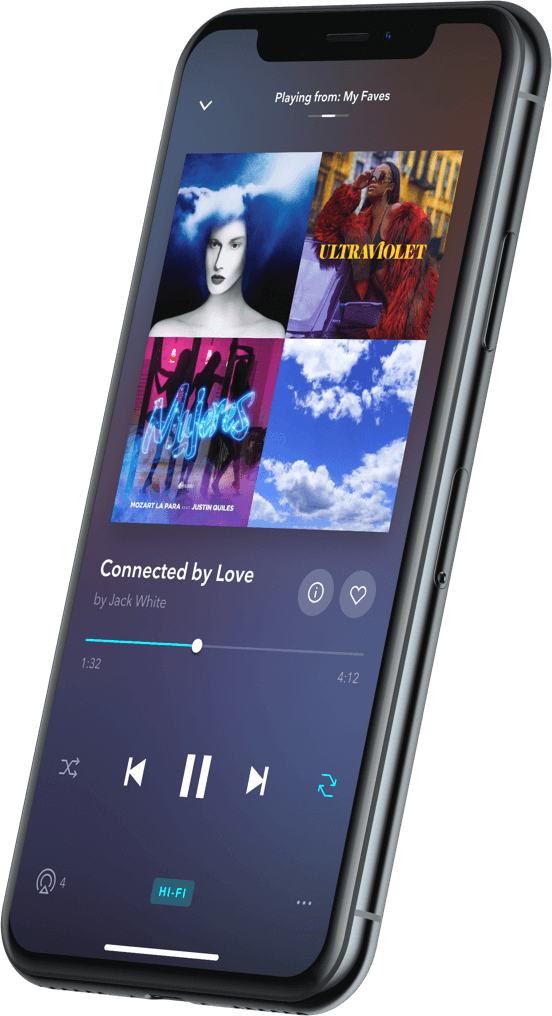 Playing from: My Faves
ULTRAVIOLET
Mujeres
MOZART LA PARA FEAT. JUSTIN QUILES
Connected by Love
by Jack White
1:32
4:12
4
HI-FI